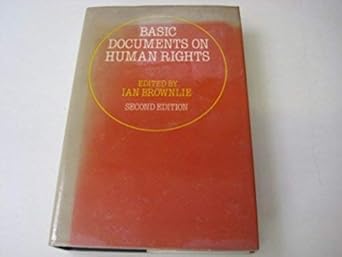 BASIC
DOCUMENTS ON
HUMAN RIGHTS
EDITED BY
IAN BROWNLIE
SECOND EDITION